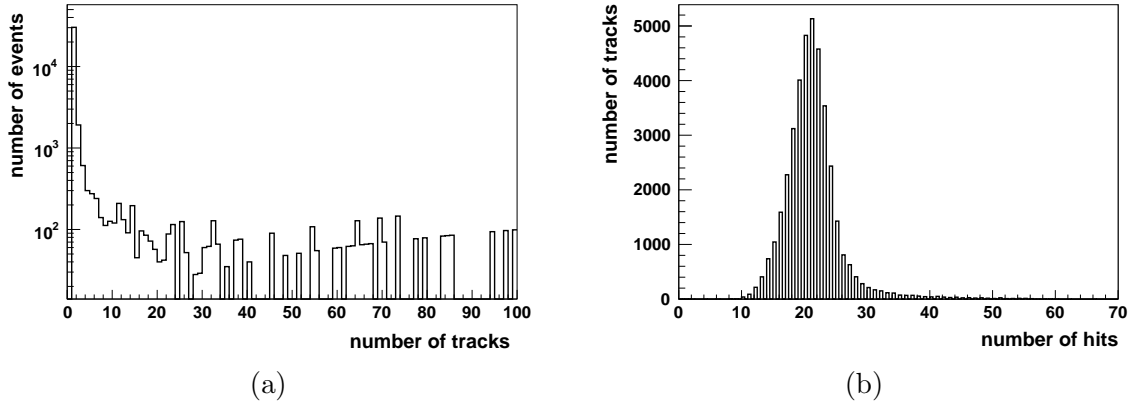 number of events
10^4
10^3
10^2
0 10 20 30 40 50 60 70 80 90 100
number of tracks
(a)
number of tracks
5000
4000
3000
2000
1000
0
0 10 20 30 40 50 60 70
number of hits
(b)